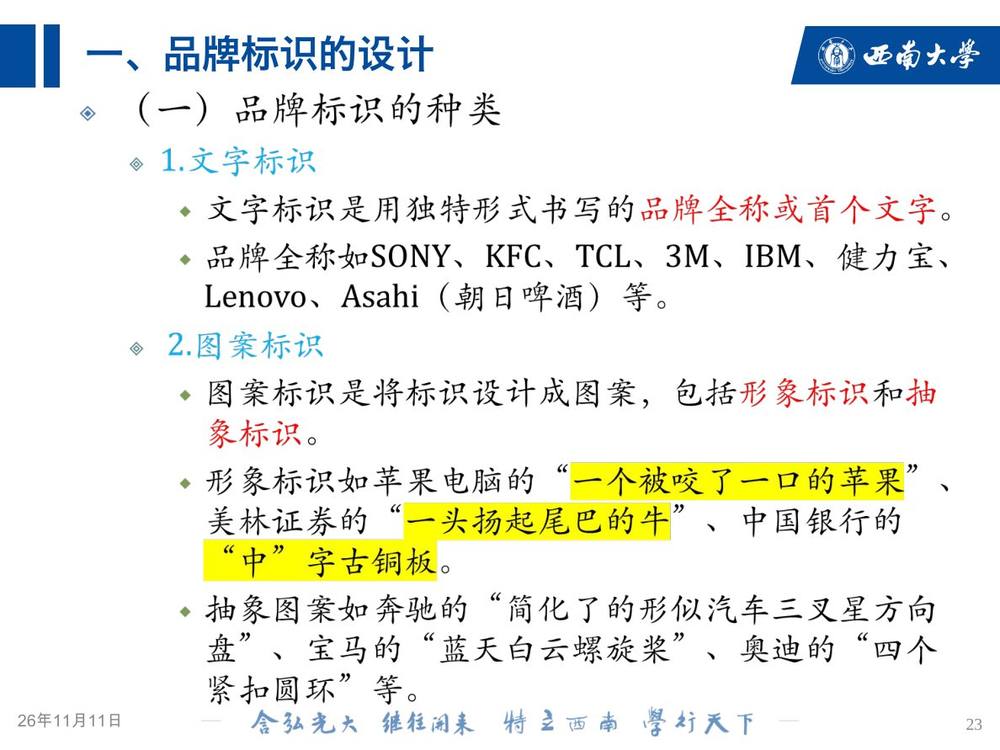 一、品牌标识的设计
西南大学
（一）品牌标识的种类
1.文字标识
文字标识是用独特形式书写的品牌全称或首个文字。
品牌全称如SONY、KFC、TCL、3M、IBM、健力宝、
Lenovo、Asahi（朝日啤酒）等。
2.图案标识
图案标识是将标识设计成图案，包括形象标识和抽
象标识。
形象标识如苹果电脑的“一个被咬了一口的苹果”、
美林证券的“一头扬起尾巴的牛”、中国银行的
“中”字古铜板。
抽象图案如奔驰的“简化了的形似汽车三叉星方向
盘”、宝马的“蓝天白云螺旋桨”、奥迪的“四个
紧扣圆环”等。
26年11月11日
含弘光大 继往开来 特立西南 學行天下
23